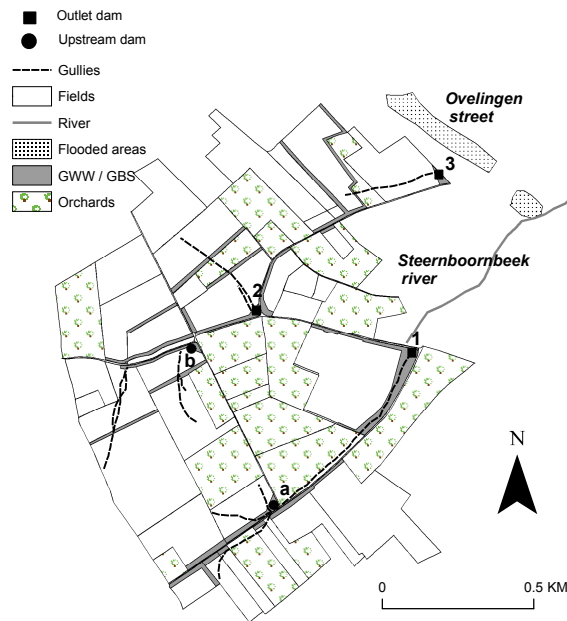 Outlet dam
Upstream dam
Gullies
Fields
River
Flooded areas
GWW / GBS
Orchards
Ovelingen
street
3
Steernboornbeek
river
2
1
b
a
N
0
0.5 KM